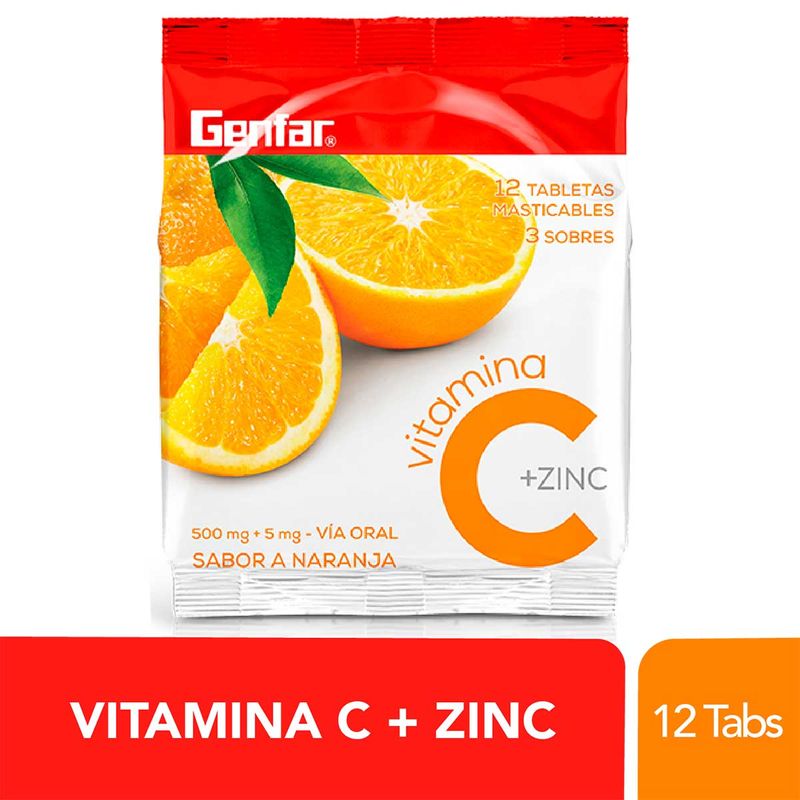 Genfar®
12 TABLETAS
MASTICABLES
3 SOBRES
vitamina
C
+ZINC
500 mg + 5 mg - VÍA ORAL
SABOR A NARANJA
VITAMINA C + ZINC
12 Tabs